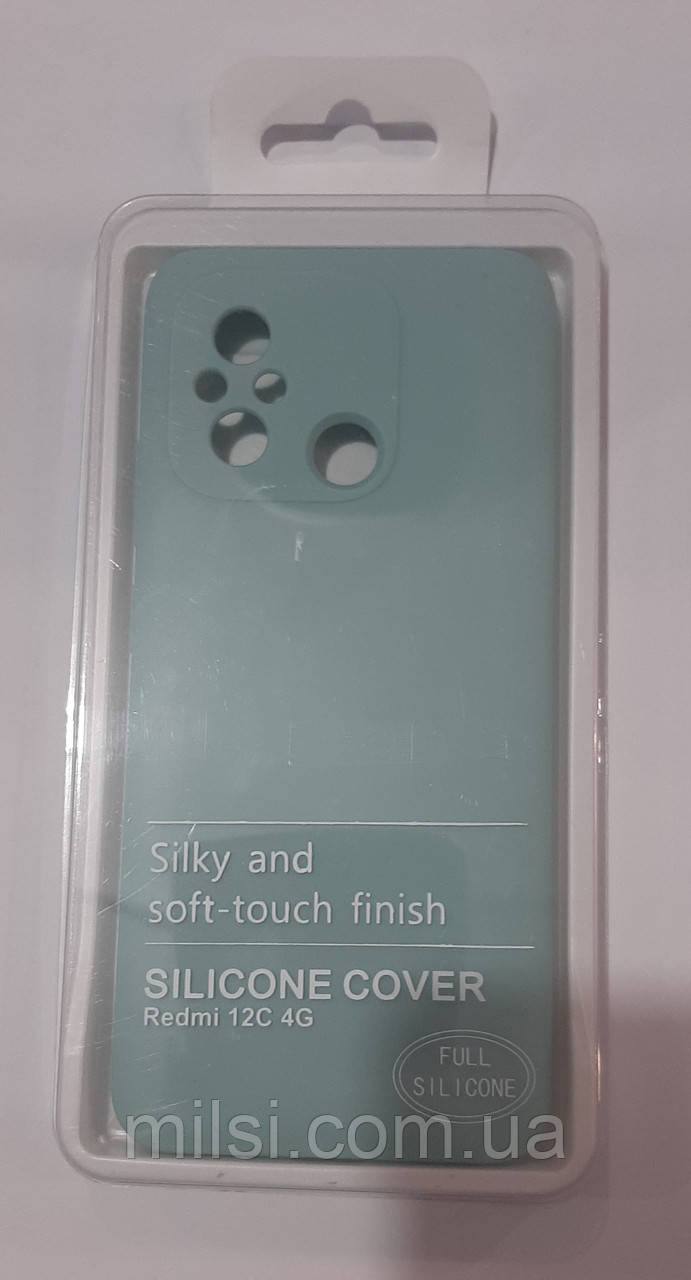 Silky and
soft-touch finish
SILICONE COVER
Redmi 12C 4G
FULL
SILICONE
milsi.com.ua